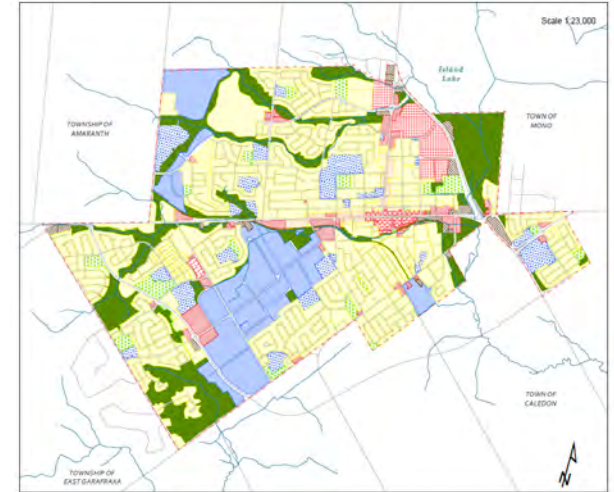 Scale 1:23,000
Island
Lake
TOWNSHIP OF
AMARANTH
TOWN OF
MONO
TOWN OF
CALEDON
TOWNSHIP OF
EAST GARAFRAXA
N